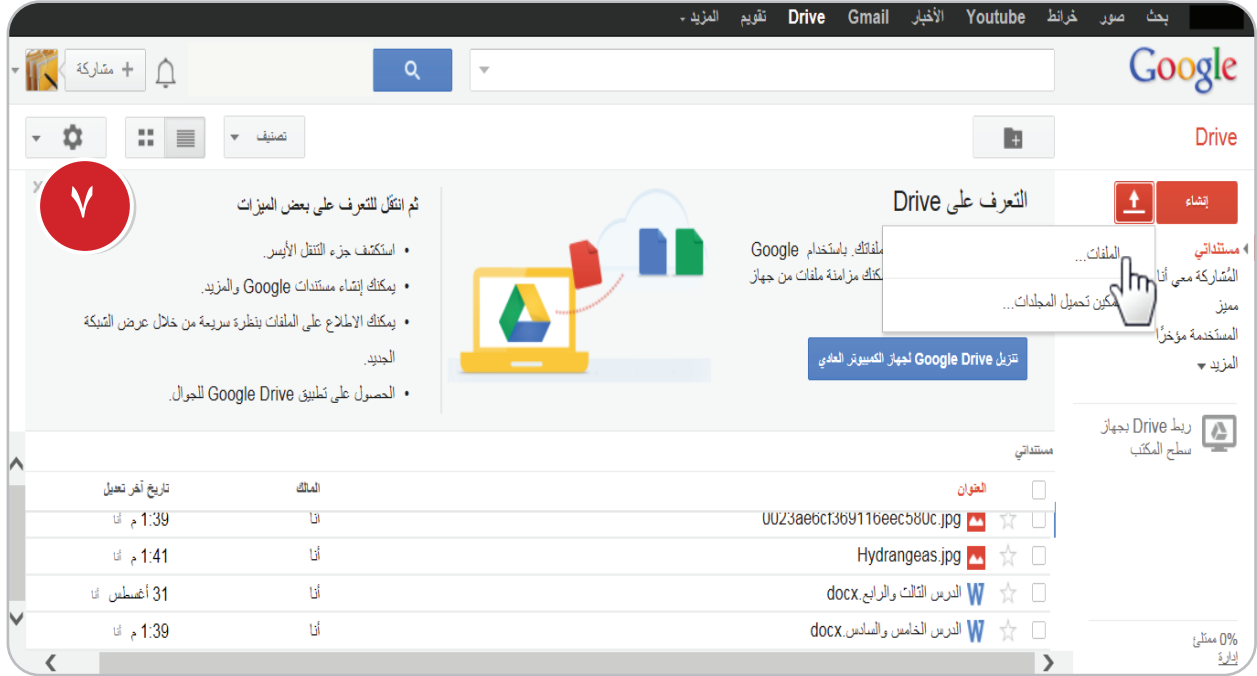 بحث صور خرائط Youtube الأخبار Gmail Drive تقويم المزيد
Google
+ مشاركة
Drive
تصنيف
٧
إنشاء
مستنداتي
المُشاركة معي أنا
مميز
المستخدمة مؤخرًا
المزيد
ربط Drive بجهاز
سطح المكتب
0% ممتلئ
إدارة
التعرف على Drive
ملفاتك. باستخدام Google
كنك مزامنة ملفات من جهاز
الملفات...
مكين تحميل المجلدات...
تنزيل Google Drive لجهاز الكمبيوتر العادي
ثم انتقل للتعرف على بعض الميزات
• استكشف جزء التنقل الأيسر.
• يمكنك إنشاء مستندات Google والمزيد.
• يمكنك الاطلاع على الملفات بنظرة سريعة من خلال عرض الشبكة
الجديد.
• الحصول على تطبيق Google Drive للجوال.
مستنداتي
العنوان المالك تاريخ آخر تعديل
0023ae6cf369116eec580c.jpg أنا 1:39 م أنا
Hydrangeas.jpg أنا 1:41 م أنا
الدرس الثالث والرابع.docx أنا 31 أغسطس أنا
الدرس الخامس والسادس.docx أنا 1:39 م أنا